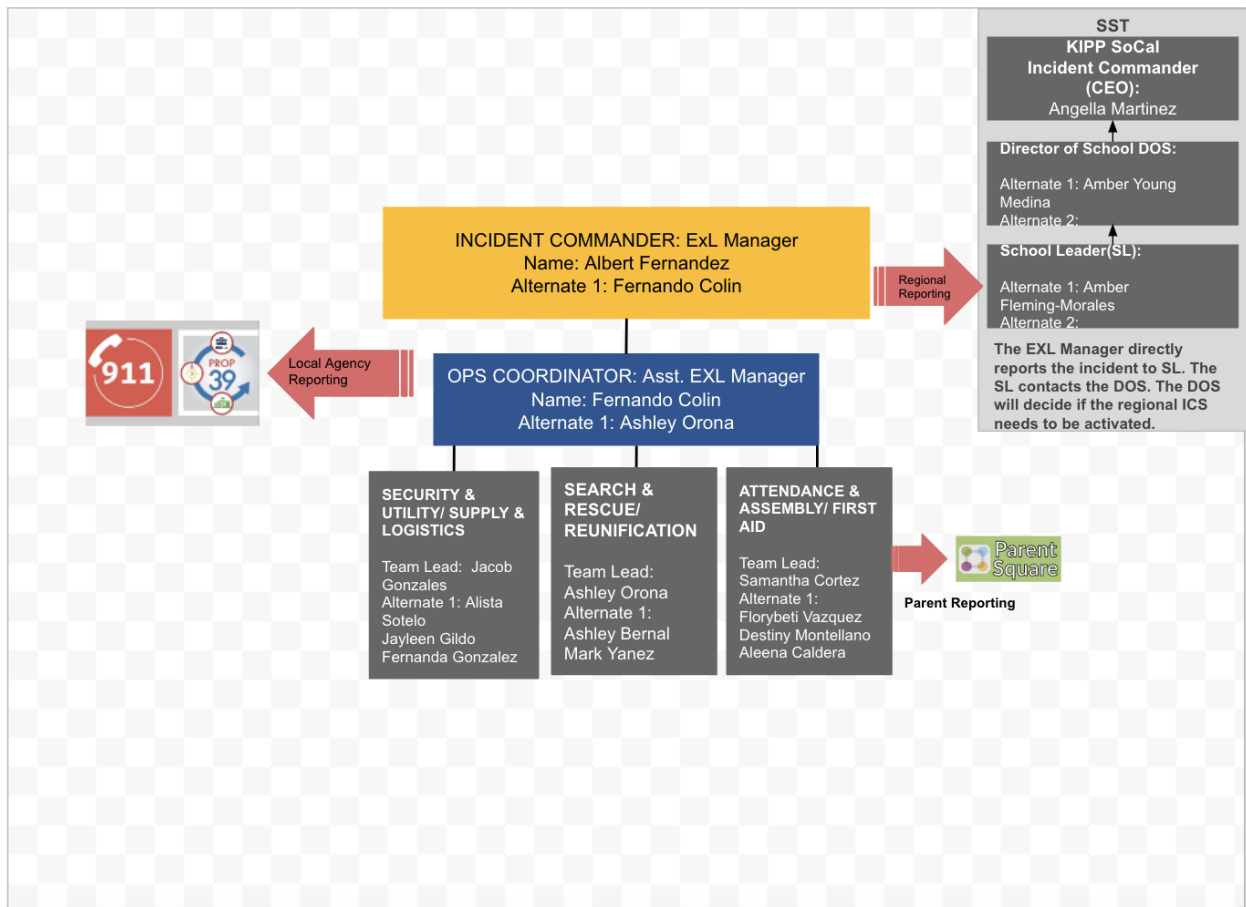 SST
KIPP SoCal
Incident Commander
(CEO):
Angella Martinez
Director of School DOS:
Alternate 1: Amber Young
Medina
Alternate 2:
School Leader(SL):
Alternate 1: Amber
Fleming-Morales
Alternate 2:
The EXL Manager directly
reports the incident to SL. The
SL contacts the DOS. The DOS
will decide if the regional ICS
needs to be activated.
INCIDENT COMMANDER: ExL Manager
Name: Albert Fernandez
Alternate 1: Fernando Colin
Regional
Reporting
911
PROP
39
Local Agency
Reporting
OPS COORDINATOR: Asst. EXL Manager
Name: Fernando Colin
Alternate 1: Ashley Orona
SECURITY &
UTILITY/ SUPPLY &
LOGISTICS
Team Lead:  Jacob
Gonzales
Alternate 1: Alista
Sotelo
Jayleen Gildo
Fernanda Gonzalez
SEARCH &
RESCUE/
REUNIFICATION
Team Lead:
Ashley Orona
Alternate 1:
Ashley Bernal
Mark Yanez
ATTENDANCE &
ASSEMBLY/ FIRST
AID
Team Lead:
Samantha Cortez
Alternate 1:
Florybeti Vazquez
Destiny Montellano
Aleena Caldera
Parent
Square
Parent Reporting